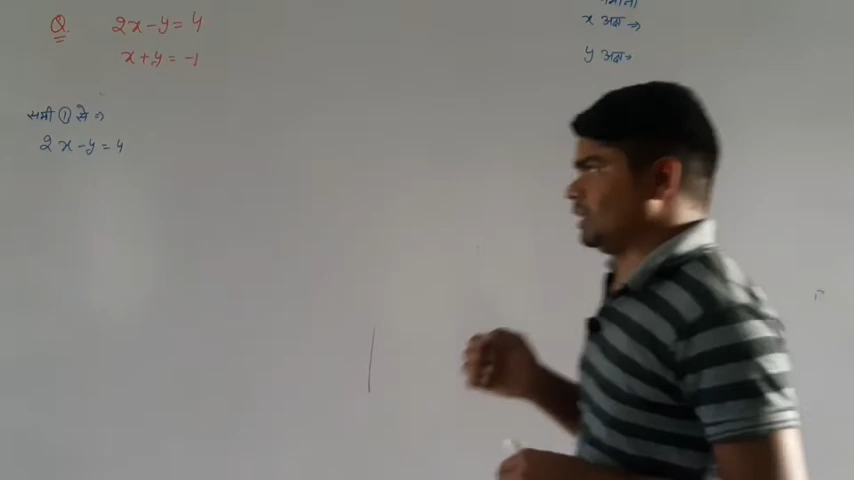 Q. 2x-y=4
x+y=-1
समी ① से ⇒
2x-y=4
x अक्ष ⇒
y अक्ष ⇒